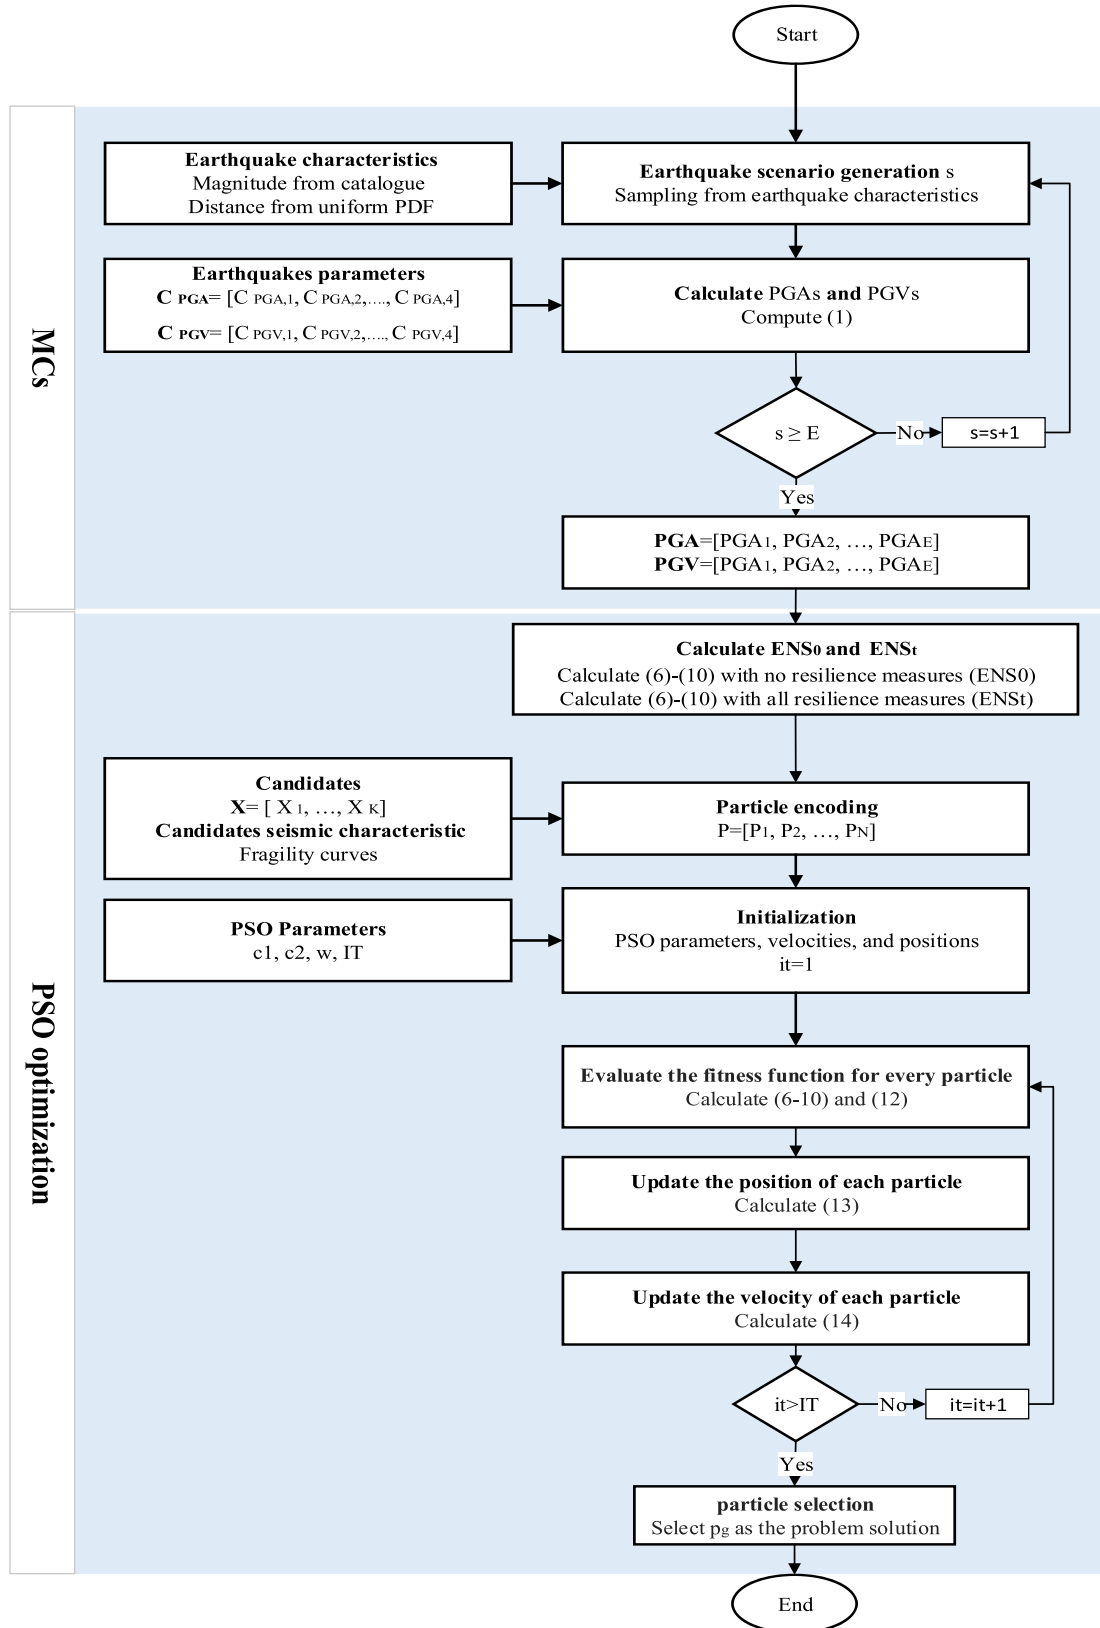 Start
MCs
Earthquake characteristics
Magnitude from catalogue
Distance from uniform PDF
Earthquake scenario generation s
Sampling from earthquake characteristics
Earthquakes parameters
C PGA= [C PGA,1, C PGA,2,...., C PGA,4]
C PGV= [C PGV,1, C PGV,2,...., C PGV,4]
Calculate PGAs and PGVs
Compute (1)
s ≥ E
No
s=s+1
Yes
PGA=[PGA1, PGA2, …, PGAE]
PGV=[PGA1, PGA2, …, PGAE]
PSO optimization
Calculate ENS0 and ENSt
Calculate (6)-(10) with no resilience measures (ENS0)
Calculate (6)-(10) with all resilience measures (ENSt)
Candidates
X= [ X 1, …, X K]
Candidates seismic characteristic
Fragility curves
Particle encoding
P=[P1, P2, …, PN]
PSO Parameters
c1, c2, w, IT
Initialization
PSO parameters, velocities, and positions
it=1
Evaluate the fitness function for every particle
Calculate (6-10) and (12)
Update the position of each particle
Calculate (13)
Update the velocity of each particle
Calculate (14)
it>IT
No
it=it+1
Yes
particle selection
Select pg as the problem solution
End